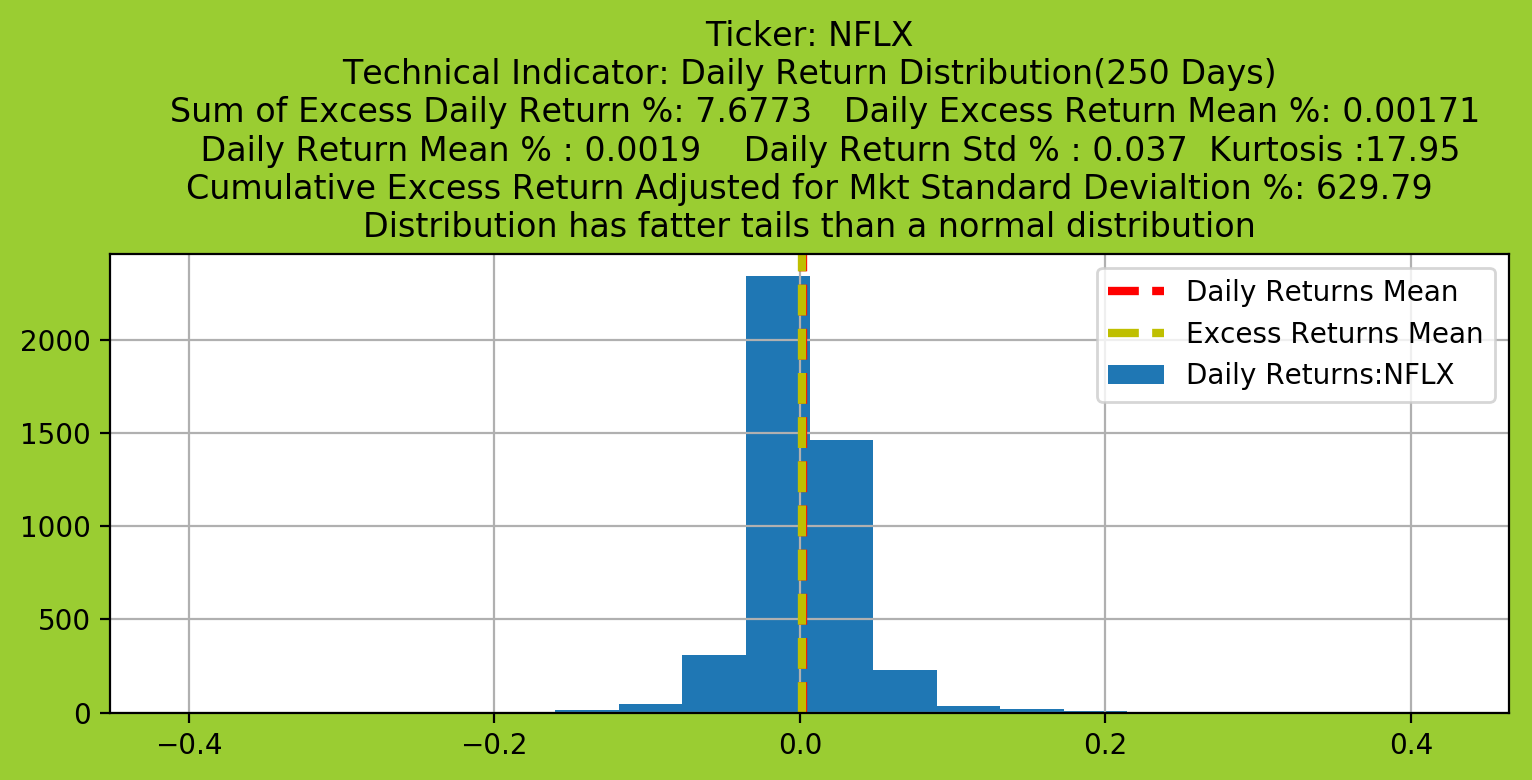 Ticker: NFLX
Technical Indicator: Daily Return Distribution(250 Days)
Sum of Excess Daily Return %: 7.6773   Daily Excess Return Mean %: 0.00171
Daily Return Mean % : 0.0019    Daily Return Std % : 0.037  Kurtosis :17.95
Cumulative Excess Return Adjusted for Mkt Standard Devialtion %: 629.79
Distribution has fatter tails than a normal distribution
Daily Returns Mean
Excess Returns Mean
Daily Returns:NFLX
2000
1500
1000
500
0
−0.4
−0.2
0.0
0.2
0.4